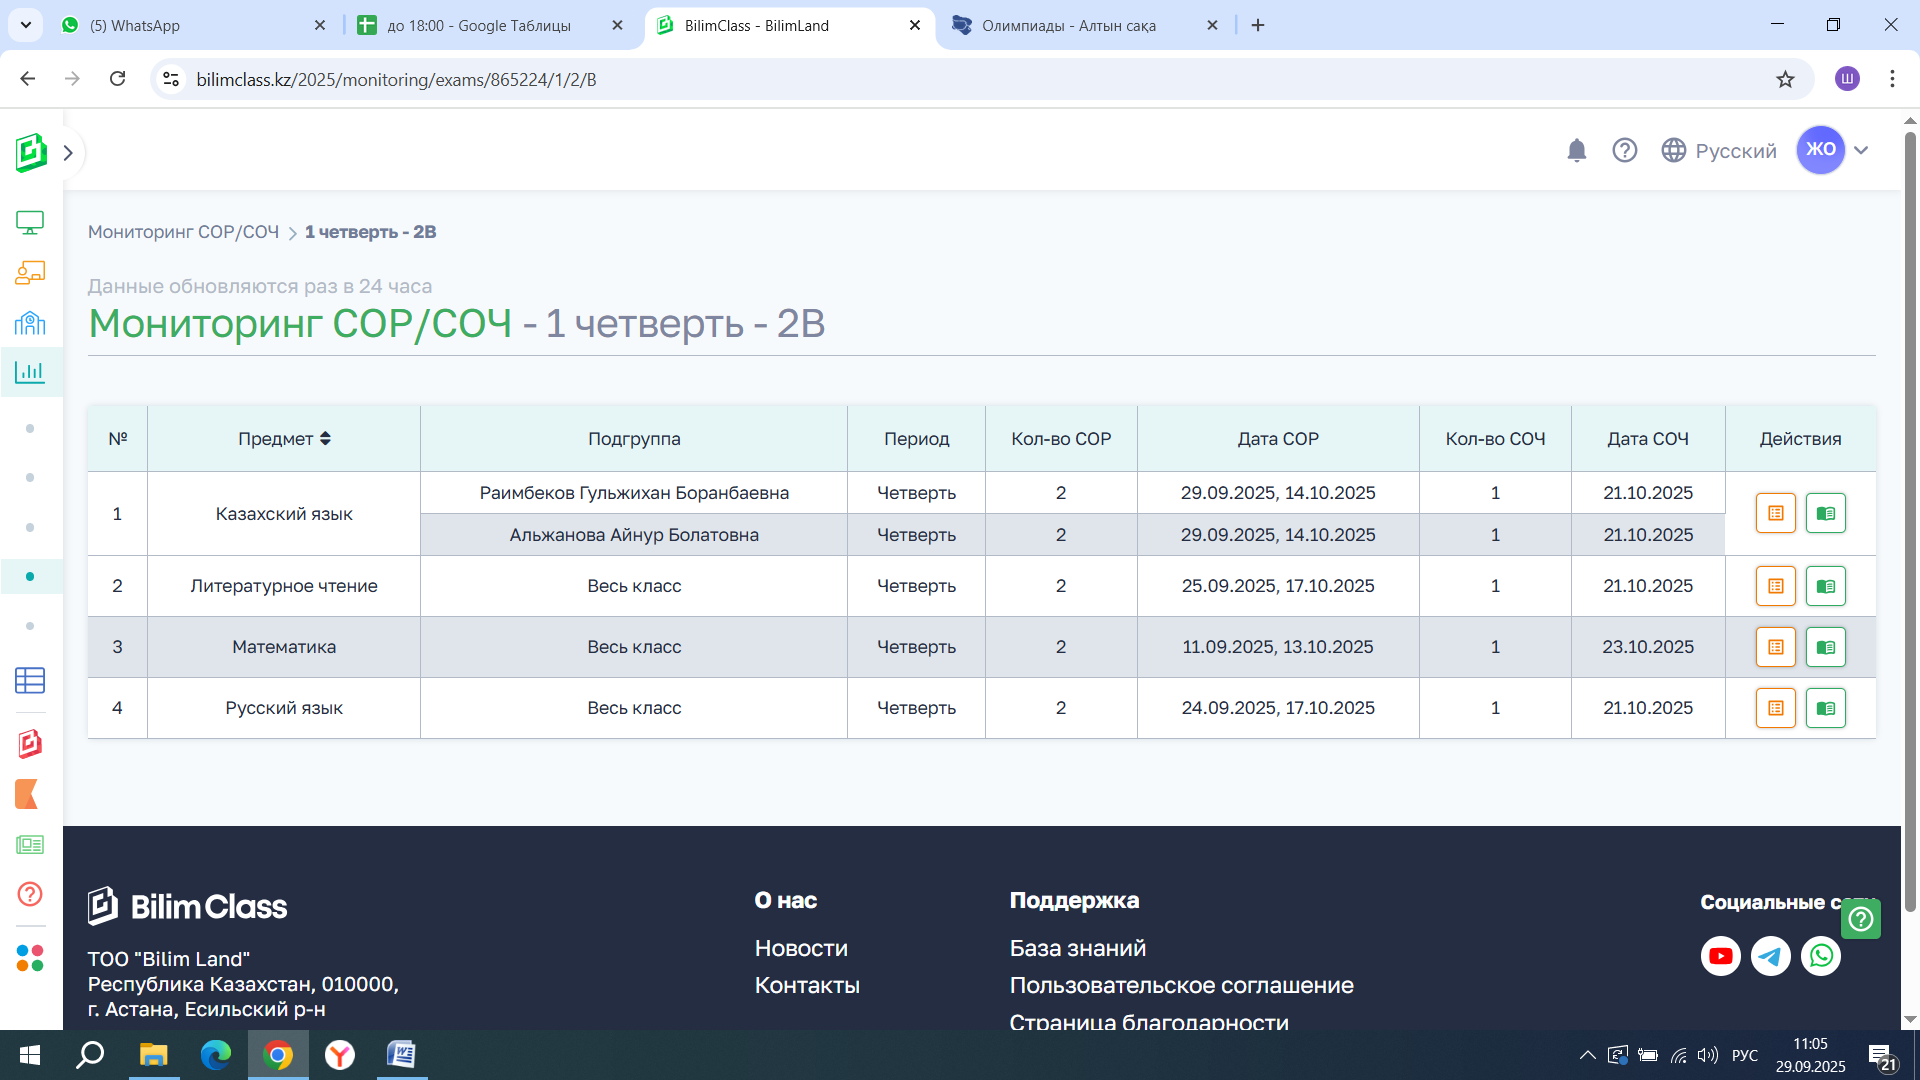 (5) WhatsApp
до 18:00 - Google Таблицы
BilimClass - BilimLand
Олимпиады - Алтын сақа
bilimclass.kz/2025/monitoring/exams/865224/1/2/B
Ш
Русский
ЖО
Мониторинг СОР/СОЧ
1 четверть - 2В
Данные обновляются раз в 24 часа
Мониторинг СОР/СОЧ - 1 четверть - 2В
№ Предмет Подгруппа Период Кол-во СОР Дата СОР Кол-во СОЧ Дата СОЧ Действия
1 Казахский язык Раимбеков Гульжихан Боранбаевна Четверть 2 29.09.2025, 14.10.2025 1 21.10.2025
Альжанова Айнур Болатовна Четверть 2 29.09.2025, 14.10.2025 1 21.10.2025
2 Литературное чтение Весь класс Четверть 2 25.09.2025, 17.10.2025 1 21.10.2025
3 Математика Весь класс Четверть 2 11.09.2025, 13.10.2025 1 23.10.2025
4 Русский язык Весь класс Четверть 2 24.09.2025, 17.10.2025 1 21.10.2025
Bilim Class
ТОО "Bilim Land"
Республика Казахстан, 010000,
г. Астана, Есильский р-н
О нас
Новости
Контакты
Поддержка
База знаний
Пользовательское соглашение
Страница благодарности
Социальные сети
РУС
11:05
29.09.2025
21